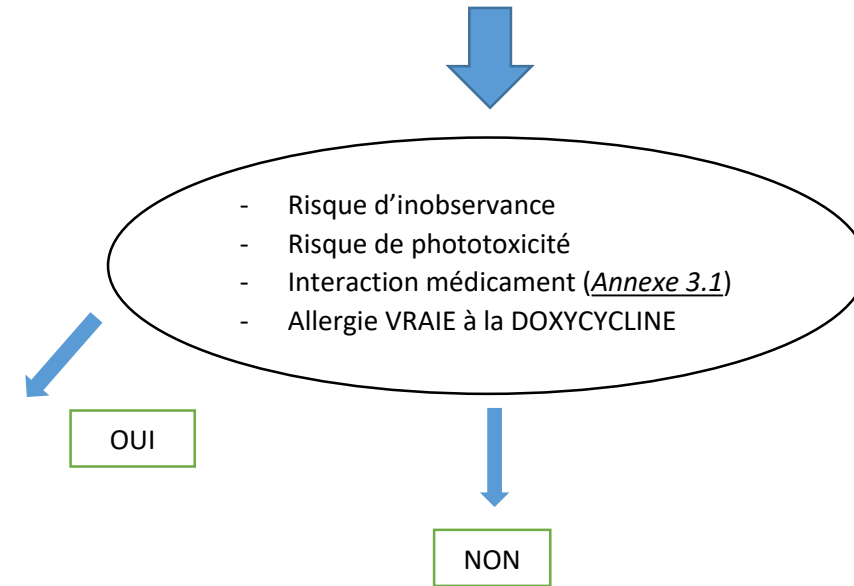 - Risque d’inobservance
- Risque de phototoxicité
- Interaction médicament (Annexe 3.1)
- Allergie VRAIE à la DOXYCYCLINE
OUI
NON